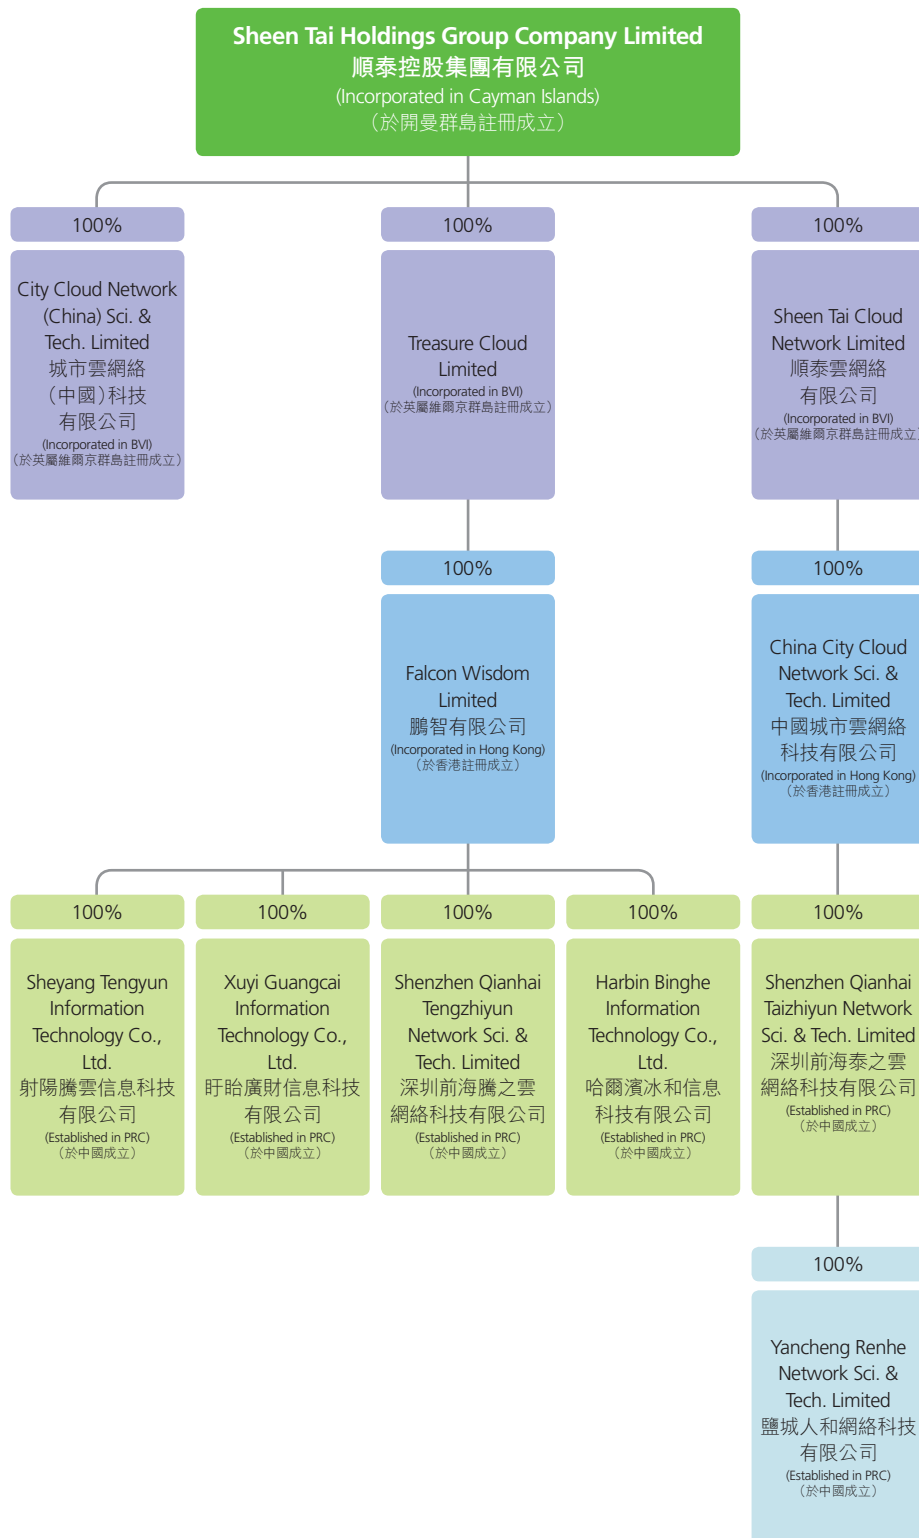 Sheen Tai Holdings Group Company Limited
順泰控股集團有限公司
(Incorporated in Cayman Islands)
（於開曼群島註冊成立）
100%
100%
100%
City Cloud Network
(China) Sci. &
Tech. Limited
城市雲網絡
（中國）科技
有限公司
(Incorporated in BVI)
（於英屬維爾京群島註冊成立）
Treasure Cloud
Limited
(Incorporated in BVI)
（於英屬維爾京群島註冊成立）
Sheen Tai Cloud
Network Limited
順泰雲網絡
有限公司
(Incorporated in BVI)
（於英屬維爾京群島註冊成立）
100%
100%
Falcon Wisdom
Limited
鵬智有限公司
(Incorporated in Hong Kong)
（於香港註冊成立）
China City Cloud
Network Sci. &
Tech. Limited
中國城市雲網絡
科技有限公司
(Incorporated in Hong Kong)
（於香港註冊成立）
100%
100%
100%
100%
100%
Sheyang Tengyun
Information
Technology Co.,
Ltd.
射陽騰雲信息科技
有限公司
(Established in PRC)
（於中國成立）
Xuyi Guangcai
Information
Technology Co.,
Ltd.
盱眙廣財信息科技
有限公司
(Established in PRC)
（於中國成立）
Shenzhen Qianhai
Tengzhiyun
Network Sci. &
Tech. Limited
深圳前海騰之雲
網絡科技有限公司
(Established in PRC)
（於中國成立）
Harbin Binghe
Information
Technology Co.,
Ltd.
哈爾濱冰和信息
科技有限公司
(Established in PRC)
（於中國成立）
Shenzhen Qianhai
Taizhiyun Network
Sci. & Tech. Limited
深圳前海泰之雲
網絡科技有限公司
(Established in PRC)
（於中國成立）
100%
Yancheng Renhe
Network Sci. &
Tech. Limited
鹽城人和網絡科技
有限公司
(Established in PRC)
（於中國成立）